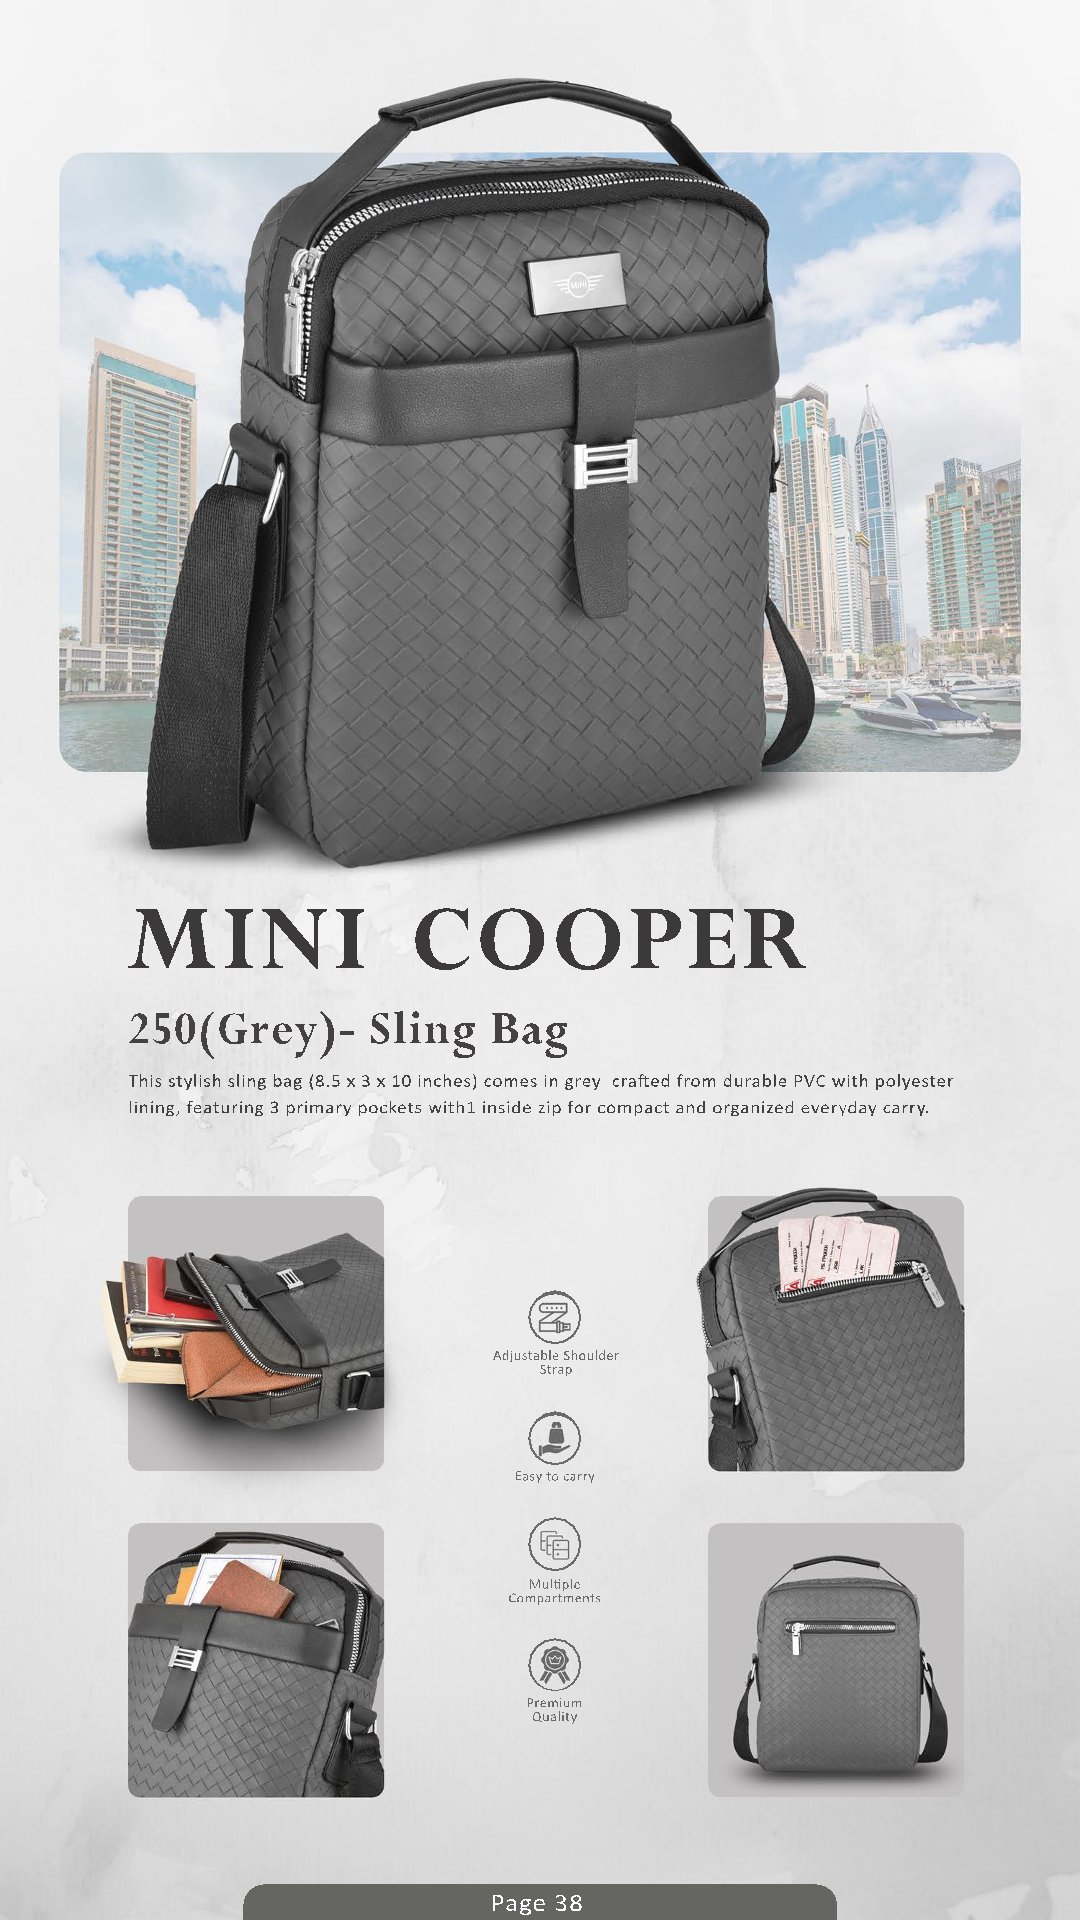 MINI
MINI COOPER
250(Grey)- Sling Bag
This stylish sling bag (8.5 x 3 x 10 inches) comes in grey  crafted from durable PVC with polyester
lining, featuring 3 primary pockets with1 inside zip for compact and organized everyday carry.
Adjustable Shoulder
Strap
Easy to carry
Multiple
Compartments
Premium
Quality
Page 38